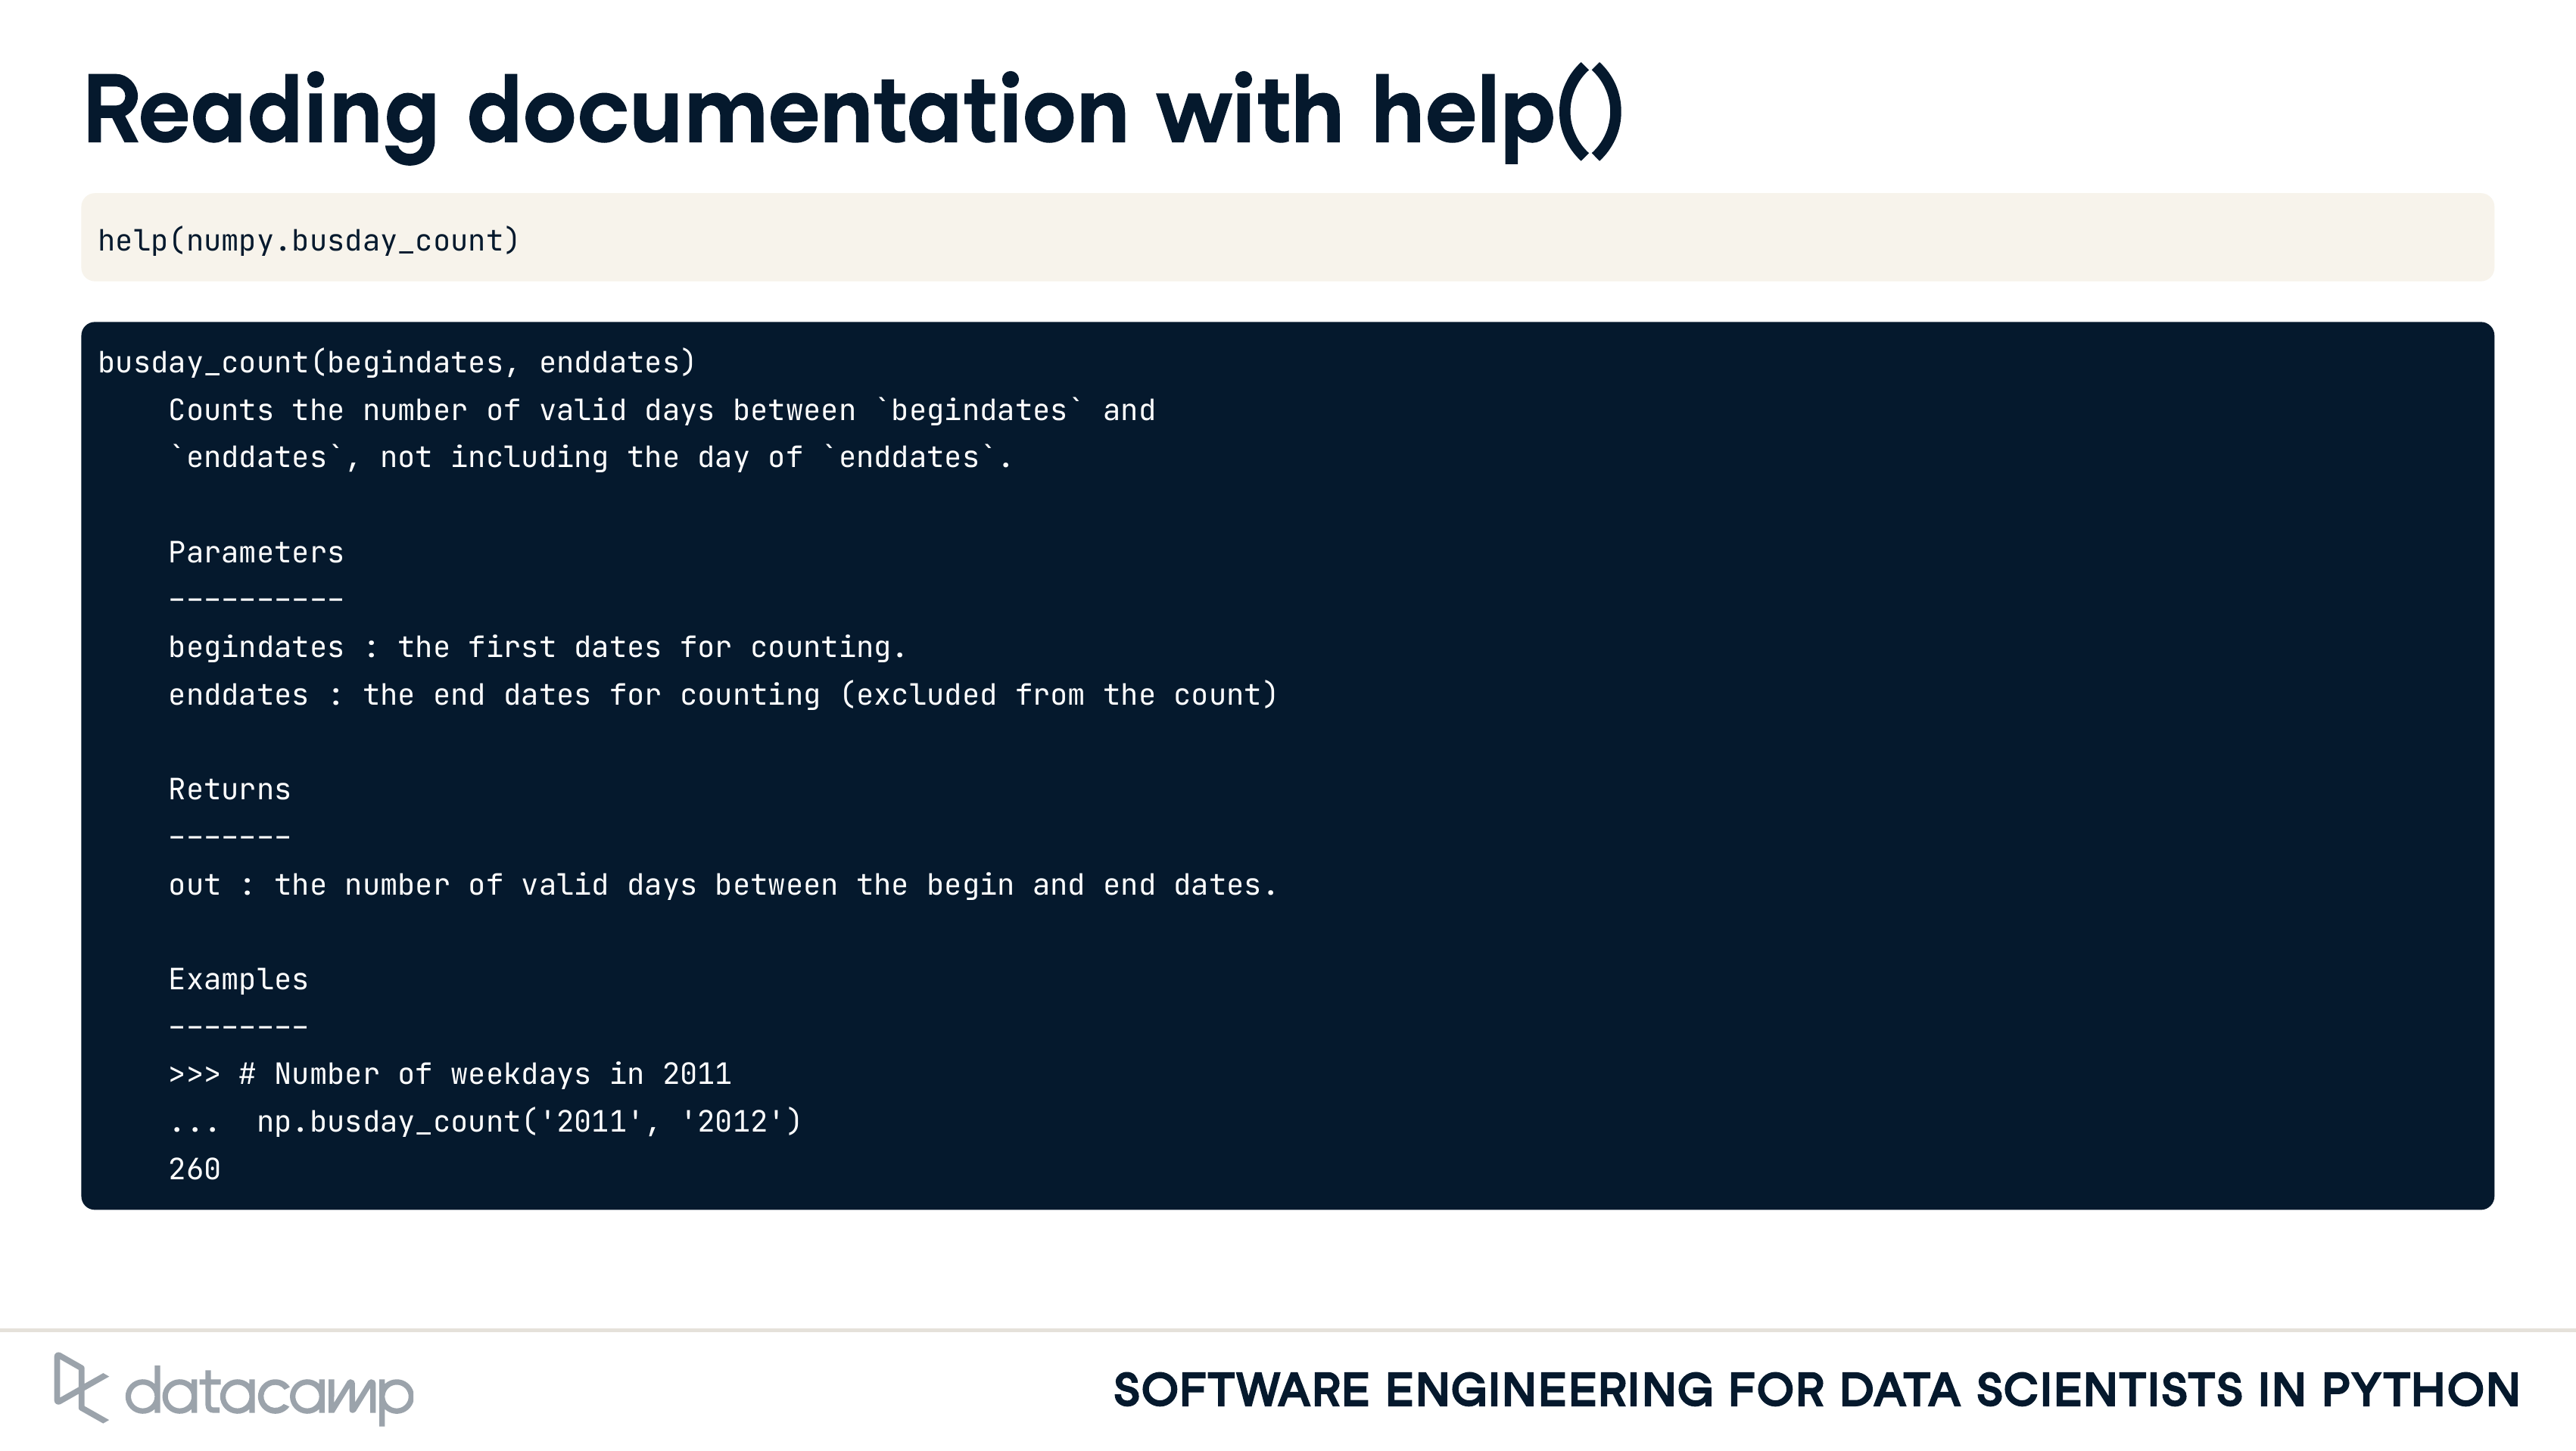 Reading documentation with help()
help(numpy.busday_count)
busday_count(begindates, enddates)
    Counts the number of valid days between `begindates` and
    `enddates`, not including the day of `enddates`.

    Parameters
    ----------
    begindates : the first dates for counting.
    enddates : the end dates for counting (excluded from the count)

    Returns
    -------
    out : the number of valid days between the begin and end dates.

    Examples
    --------
    >>> # Number of weekdays in 2011
    ...  np.busday_count('2011', '2012')
    260
datacamp
SOFTWARE ENGINEERING FOR DATA SCIENTISTS IN PYTHON